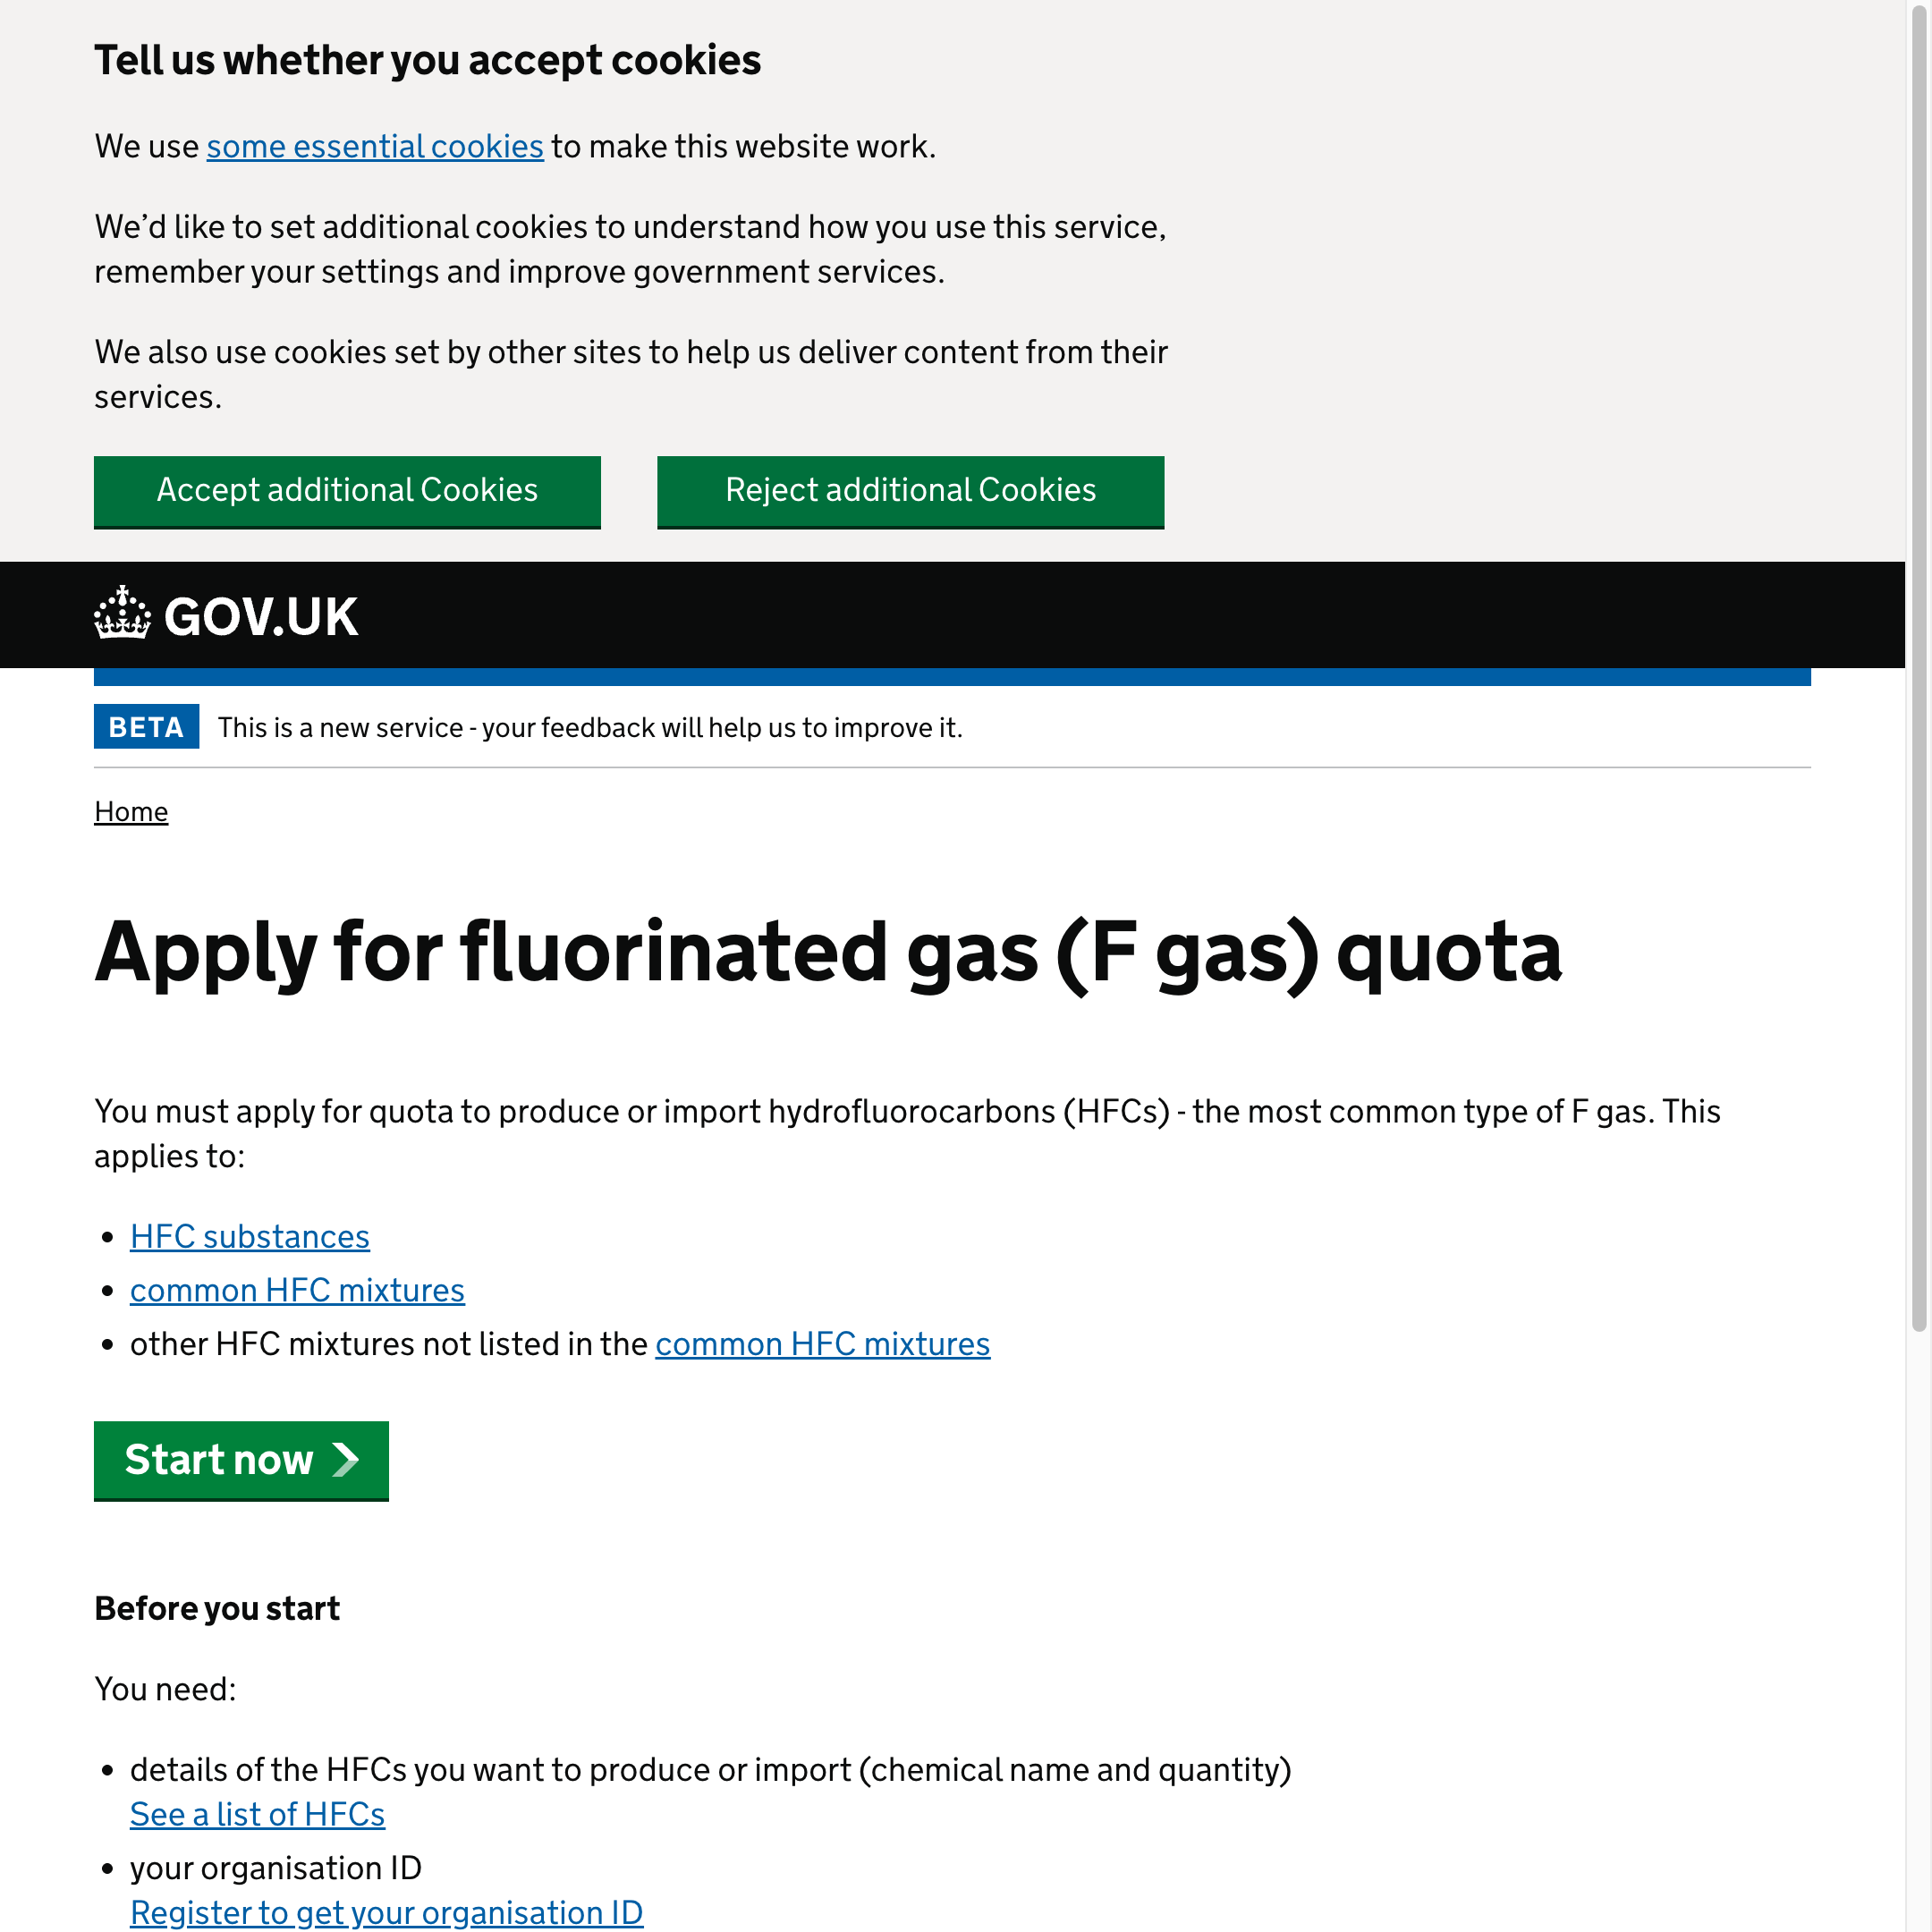 Tell us whether you accept cookies
We use some essential cookies to make this website work.
We’d like to set additional cookies to understand how you use this service,
remember your settings and improve government services.
We also use cookies set by other sites to help us deliver content from their
services.
Accept additional Cookies
Reject additional Cookies
GOV.UK
BETA This is a new service - your feedback will help us to improve it.
Home
Apply for fluorinated gas (F gas) quota
You must apply for quota to produce or import hydrofluorocarbons (HFCs) - the most common type of F gas. This
applies to:
• HFC substances
• common HFC mixtures
• other HFC mixtures not listed in the common HFC mixtures
Start now
Before you start
You need:
• details of the HFCs you want to produce or import (chemical name and quantity)
See a list of HFCs
• your organisation ID
Register to get your organisation ID